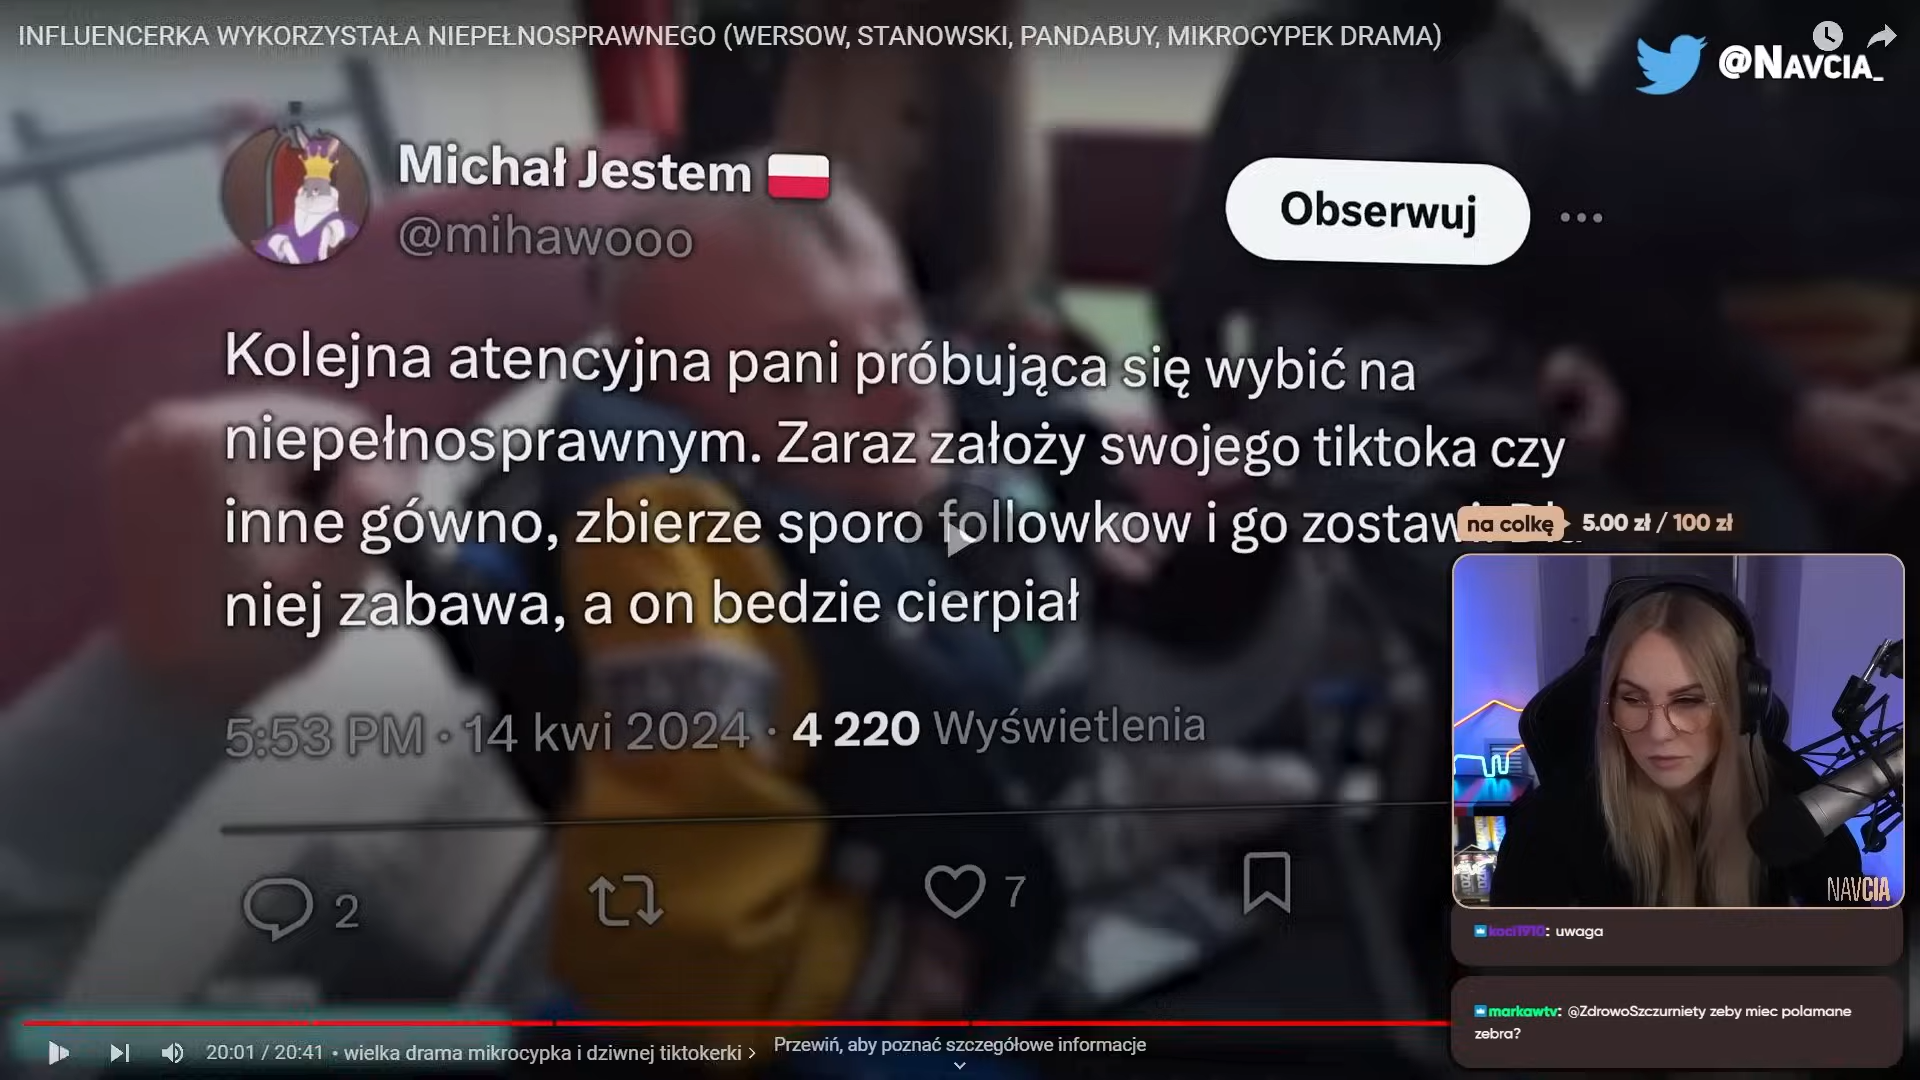 INFLUENCERKA WYKORZYSTAŁA NIEPEŁNOSPRAWNEGO (WERSOW, STANOWSKI, PANDABUY, MIKROCYPEK DRAMA)
@NAVCIA_
Michał Jestem
@mihawooo
Obserwuj
Kolejna atencyjna pani próbująca się wybić na
niepełnosprawnym. Zaraz założy swojego tiktoka czy
inne gówno, zbierze sporo followkow i go zostawi
niej zabawa, a on bedzie cierpiał
na colkę 5.00 zł / 100 zł
5:53 PM · 14 kwi 2024 · 4 220 Wyświetlenia
2
7
NAVCIA
koci1910: uwaga
markawtv: @ZdrowoSzczurniety zeby miec polamane
zebra?
20:01 / 20:41 • wielka drama mikrocypka i dziwnej tiktokerki
Przewiń, aby poznać szczegółowe informacje